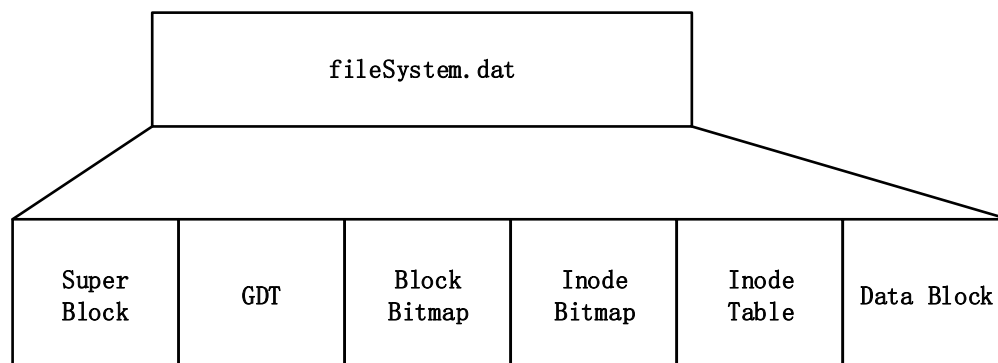 fileSystem.dat
Super
Block
GDT
Block
Bitmap
Inode
Bitmap
Inode
Table
Data Block